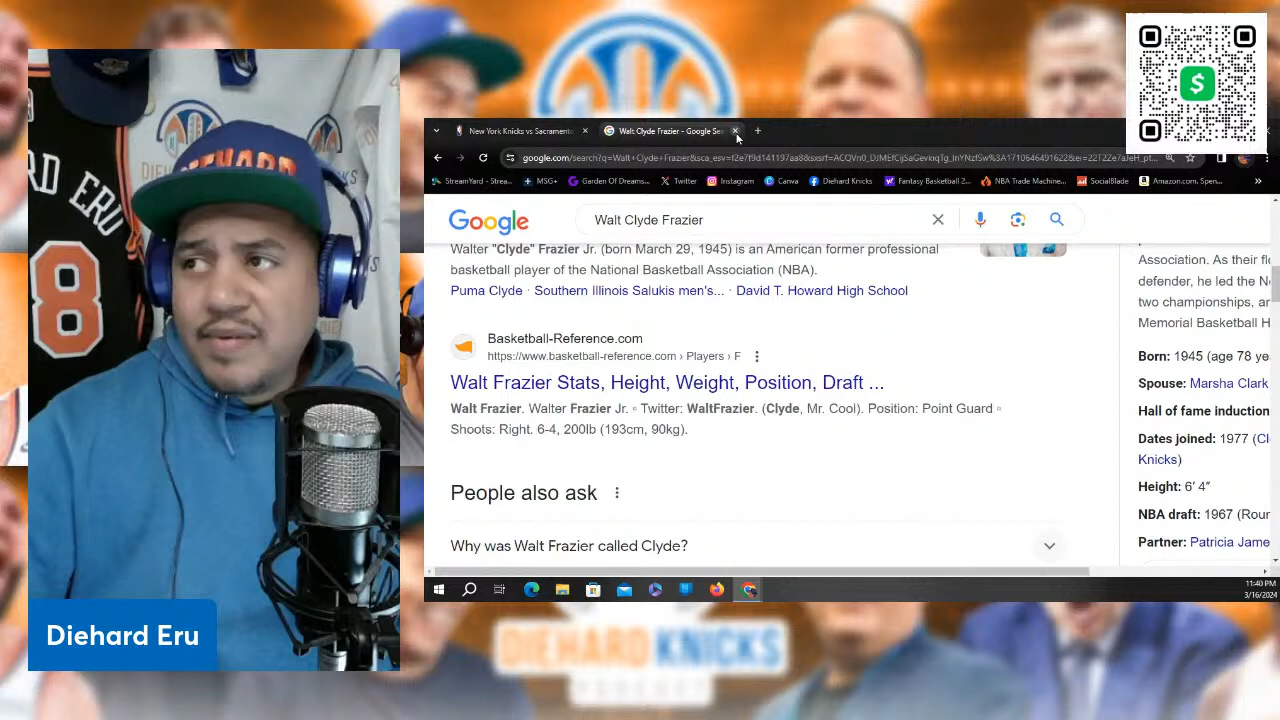 New York Knicks vs Sacramento
Walt Clyde Frazier - Google Se
StreamYard - Strea...
MSG+
Garden Of Dreams...
Twitter
Instagram
Canva
Diehard Knicks
Fantasy Basketball 2...
NBA Trade Machine...
SocialBlade
Amazon.com. Spen...
Google
Walt Clyde Frazier
Walter "Clyde" Frazier Jr. (born March 29, 1945) is an American former professional
basketball player of the National Basketball Association (NBA).
Puma Clyde · Southern Illinois Salukis men's... · David T. Howard High School
Basketball-Reference.com
https://www.basketball-reference.com › Players › F
Walt Frazier Stats, Height, Weight, Position, Draft ...
Walt Frazier. Walter Frazier Jr. ▫ Twitter: WaltFrazier. (Clyde, Mr. Cool). Position: Point Guard ▫
Shoots: Right. 6-4, 200lb (193cm, 90kg).
People also ask
Why was Walt Frazier called Clyde?
Association. As their
defender, he led the
two championships,
Memorial Basketball H
Born: 1945 (age 78 ye
Spouse: Marsha Clark
Hall of fame induction
Dates joined: 1977 (Cl
Knicks)
Height: 6′ 4″
NBA draft: 1967 (Roun
Partner: Patricia Jame
11:40 PM
3/16/2024
RD ERU
8
DIEHARD
Diehard Eru
DIEHARD KNICKS
PODCAST
$